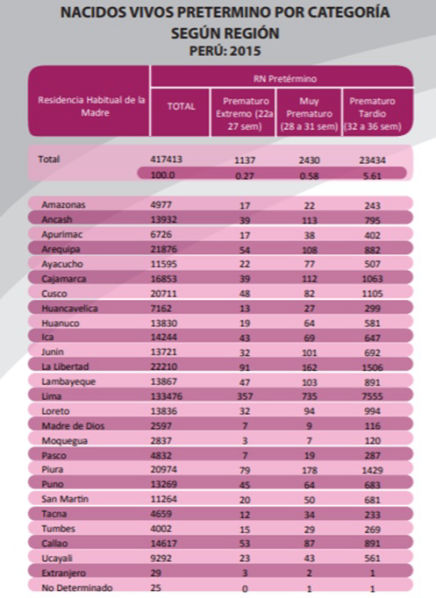 NACIDOS VIVOS PRETERMINO POR CATEGORÍA
SEGÚN REGIÓN
PERÚ: 2015
Residencia Habitual de la Madre TOTAL RN Pretérmino
Prematuro Extremo (22a 27 sem) Muy Prematuro (28 a 31 sem) Prematuro Tardio (32 a 36 sem)
Total 417413 1137 2430 23434
100.0 0.27 0.58 5.61
Amazonas 4977 17 22 243
Ancash 13932 39 113 795
Apurimac 6726 17 38 402
Arequipa 21876 54 108 882
Ayacucho 11595 22 77 507
Cajamarca 16853 39 112 1063
Cusco 20711 48 82 1105
Huancavelica 7162 13 27 299
Huanuco 13830 19 64 581
Ica 14244 43 69 647
Junin 13721 32 101 692
La Libertad 22210 91 162 1506
Lambayeque 13867 47 103 891
Lima 133476 357 735 7555
Loreto 13836 32 94 994
Madre de Dios 2597 7 9 116
Moquegua 2837 3 7 120
Pasco 4832 7 19 287
Piura 20974 79 178 1429
Puno 13269 45 64 683
San Martin 11264 20 50 681
Tacna 4659 12 34 233
Tumbes 4002 15 29 269
Callao 14617 53 87 891
Ucayali 9292 23 43 561
Extranjero 29 3 2 1
No Determinado 25 0 1 1